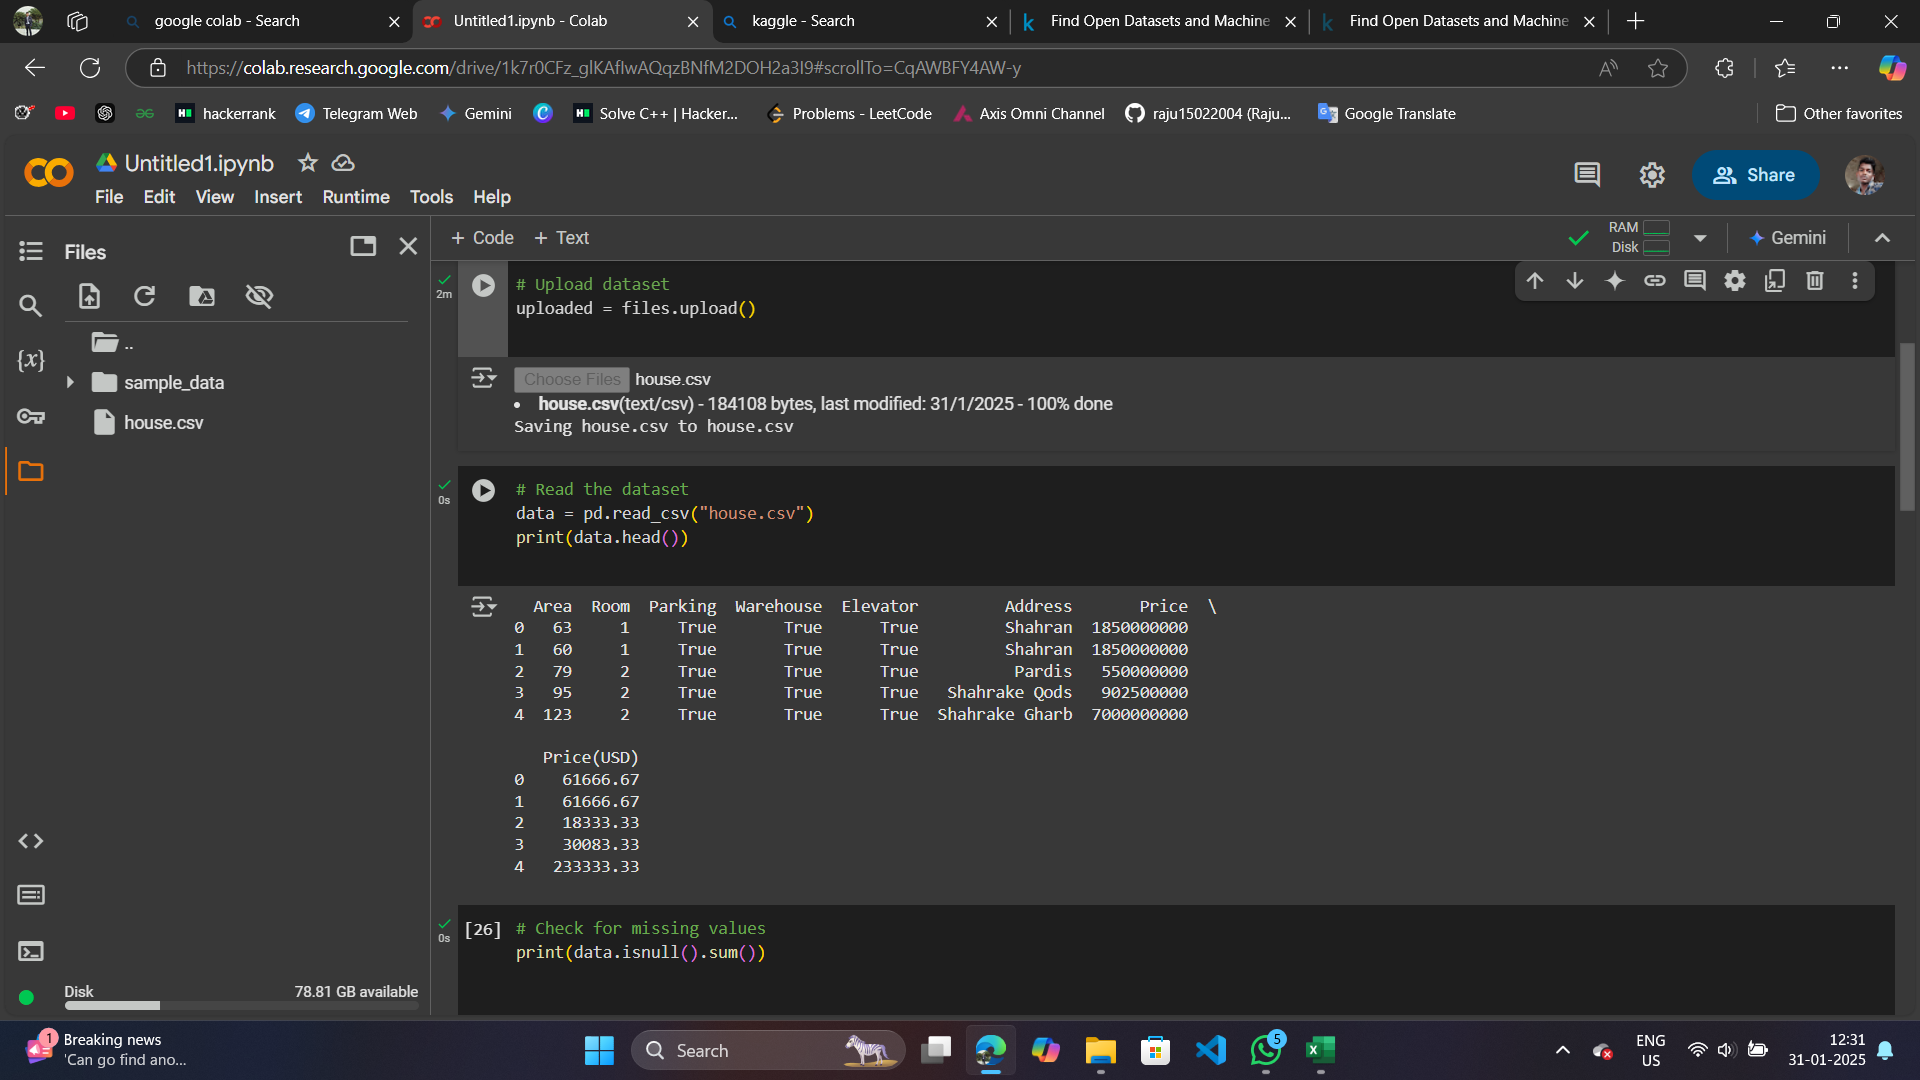 google colab - Search
Untitled1.ipynb - Colab
kaggle - Search
Find Open Datasets and Machine
Find Open Datasets and Machine
https://colab.research.google.com/drive/1k7r0CFz_glKAflwAQqzBNfM2DOH2a3I9#scrollTo=CqAWBFY4AW-y
hackerrank
Telegram Web
Gemini
Solve C++ | Hacker...
Problems - LeetCode
Axis Omni Channel
raju15022004 (Raju...
Google Translate
Other favorites
Untitled1.ipynb
File Edit View Insert Runtime Tools Help
Share
Files
+ Code + Text
RAM
Disk
Gemini
..
sample_data
house.csv
2m
# Upload dataset
uploaded = files.upload()
Choose Files house.csv
• house.csv(text/csv) - 184108 bytes, last modified: 31/1/2025 - 100% done
Saving house.csv to house.csv
0s
# Read the dataset
data = pd.read_csv("house.csv")
print(data.head())
Area Room Parking Warehouse Elevator Address Price \
0 63 1 True True True Shahran 1850000000
1 60 1 True True True Shahran 1850000000
2 79 2 True True True Pardis 550000000
3 95 2 True True True Shahrake Qods 902500000
4 123 2 True True True Shahrake Gharb 7000000000
Price(USD)
0 61666.67
1 61666.67
2 18333.33
3 30083.33
4 233333.33
0s
[26] # Check for missing values
print(data.isnull().sum())
Disk 78.81 GB available
1
Breaking news
'Can go find ano...
Search
5
ENG
US
12:31
31-01-2025